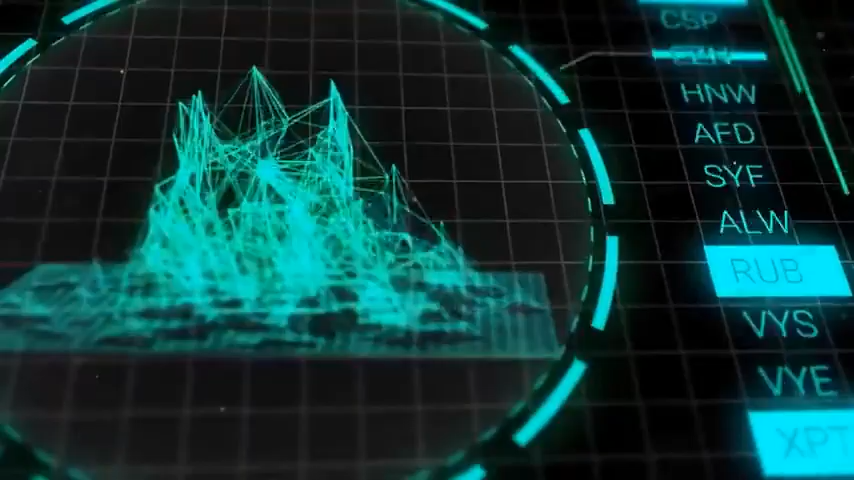 CSP
HNW
AFD
SYF
ALW
RUB
VYS
VYE
XPT